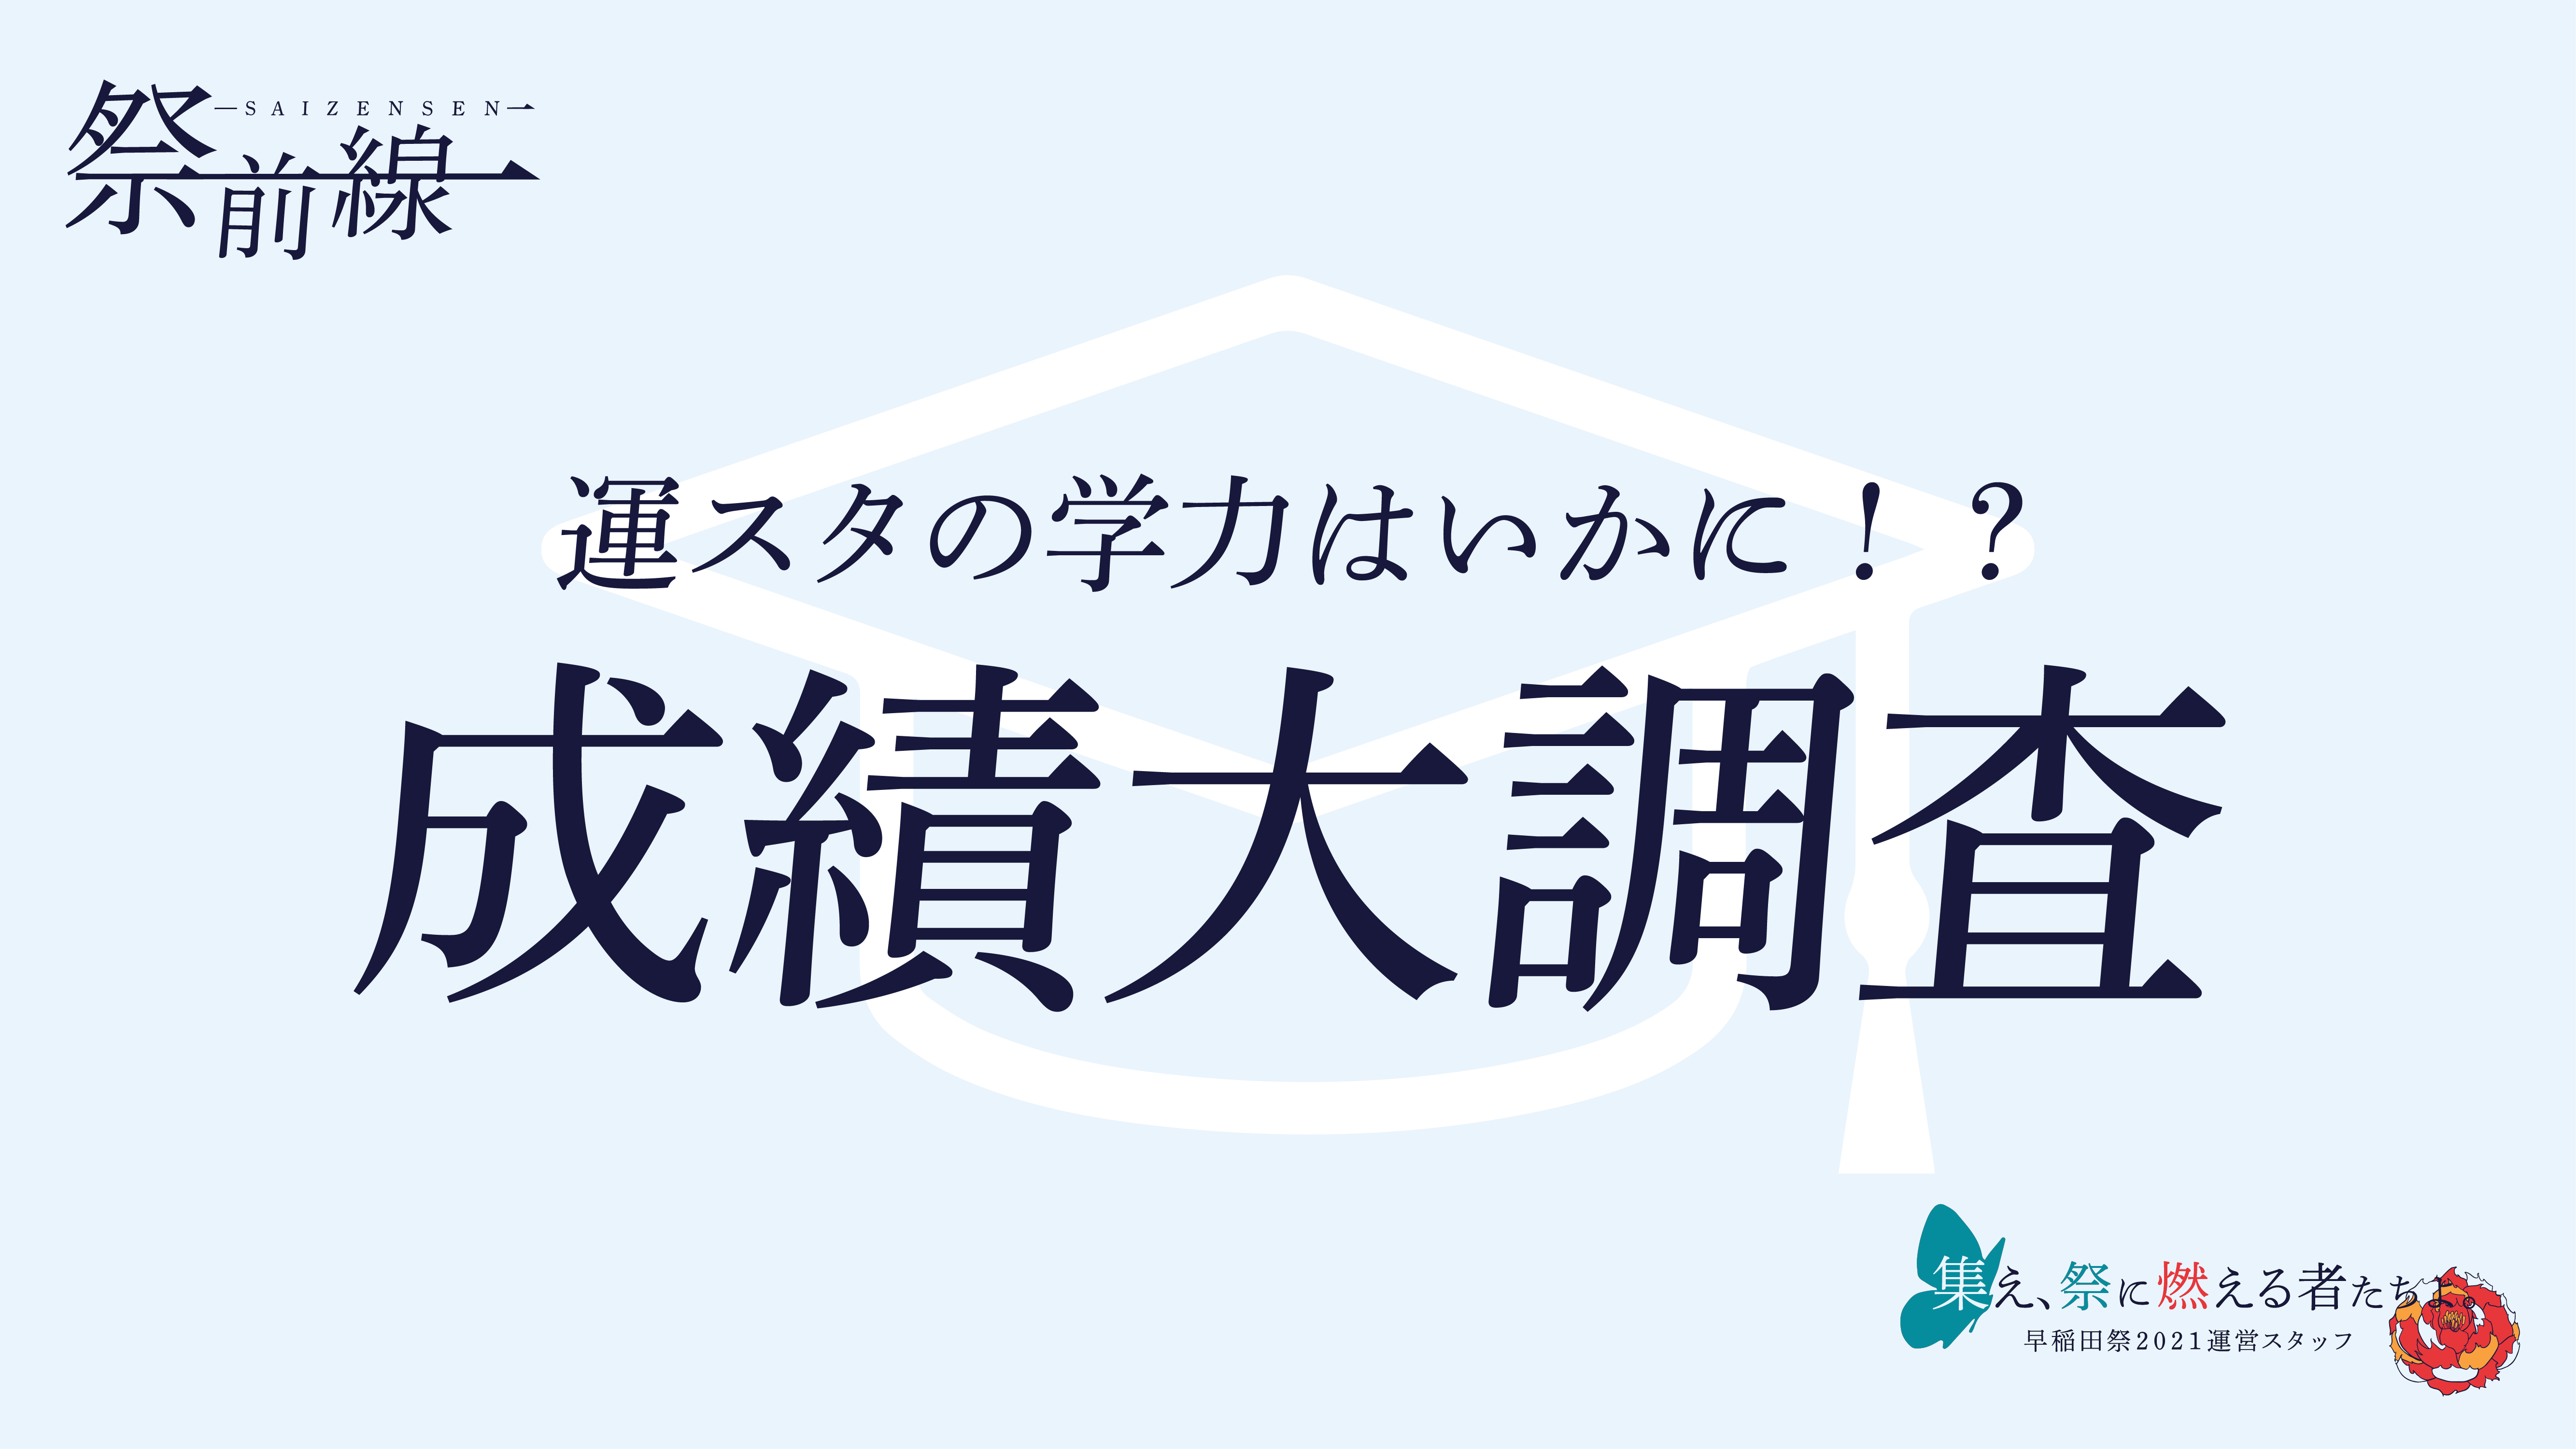 SAIZENSEN
祭前線
運スタの学力はいかに！？
成績大調査
集え、祭に燃える者たちよ。
早稲田祭2021運営スタッフ